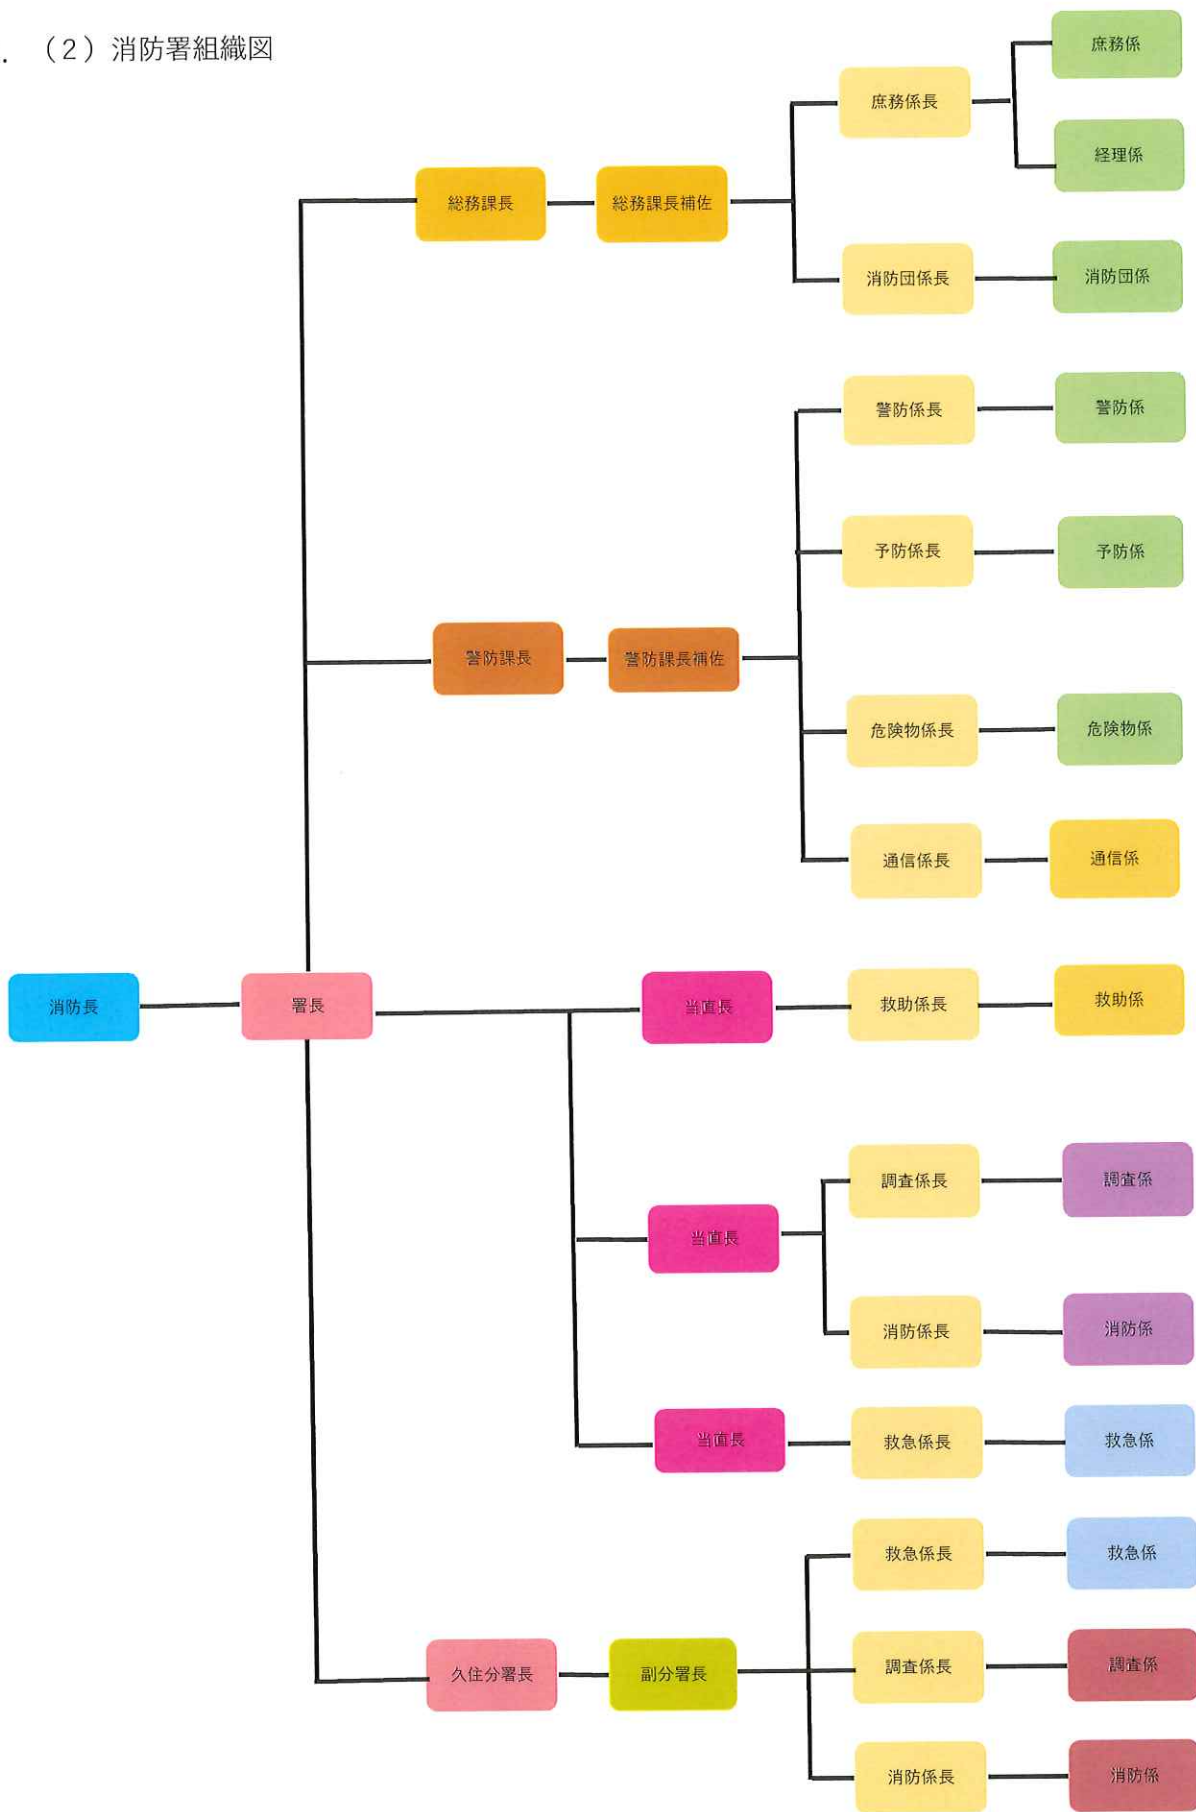 . （2）消防署組織図
庶務係
庶務係長
経理係
総務課長
総務課長補佐
消防団係長
消防団係
警防係長
警防係
予防係長
予防係
警防課長
警防課長補佐
危険物係長
危険物係
通信係長
通信係
消防長
署長
当直長
救助係長
救助係
調査係長
調査係
当直長
消防係長
消防係
当直長
救急係長
救急係
救急係長
救急係
久住分署長
副分署長
調査係長
調査係
消防係長
消防係